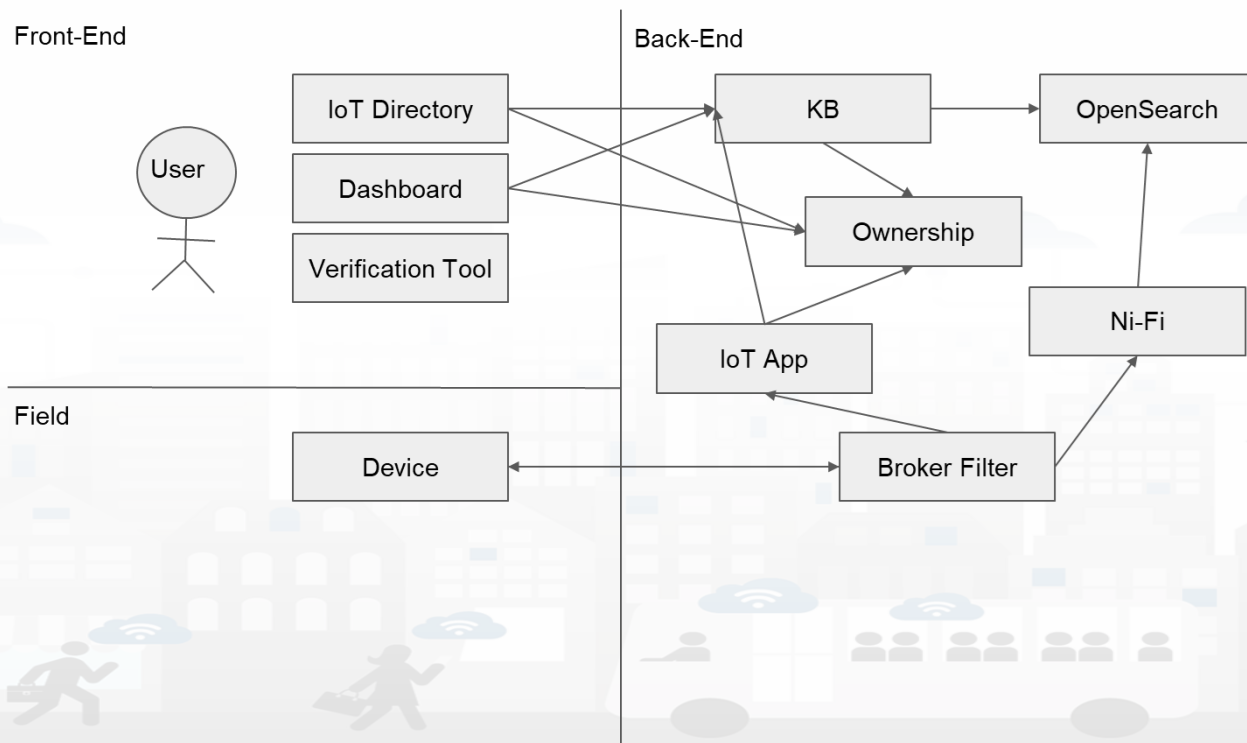 Front-End
Back-End
IoT Directory
KB
OpenSearch
User
Dashboard
Ownership
Verification Tool
Ni-Fi
IoT App
Field
Device
Broker Filter